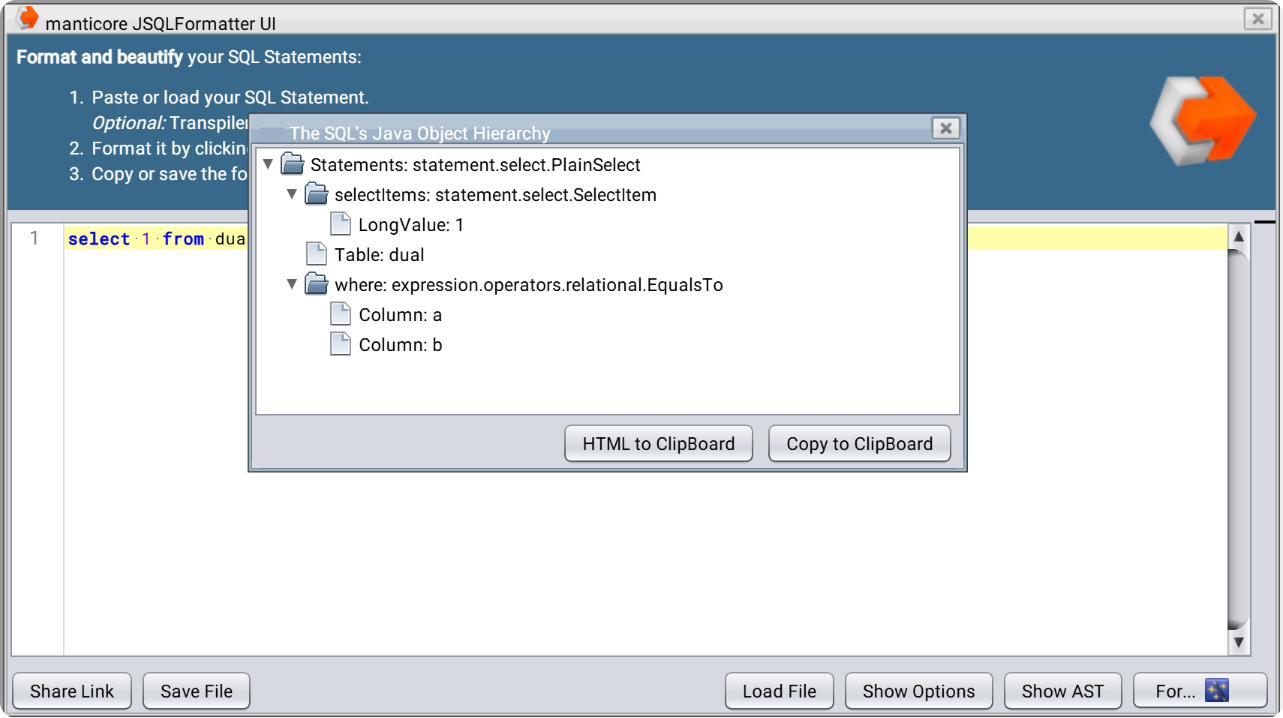 manticore JSQLFormatter UI
Format and beautify your SQL Statements:
1. Paste or load your SQL Statement.
Optional: Transpiler
2. Format it by clickin
3. Copy or save the fo
The SQL's Java Object Hierarchy
Statements: statement.select.PlainSelect
selectItems: statement.select.SelectItem
LongValue: 1
Table: dual
where: expression.operators.relational.EqualsTo
Column: a
Column: b
HTML to ClipBoard
Copy to ClipBoard
1 select 1 from dua
Share Link
Save File
Load File
Show Options
Show AST
For...